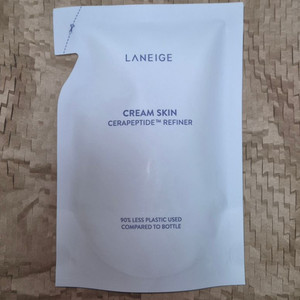 LANEIGE
CREAM SKIN
CERAPEPTIDE™ REFINER
90% LESS PLASTIC USED
COMPARED TO BOTTLE